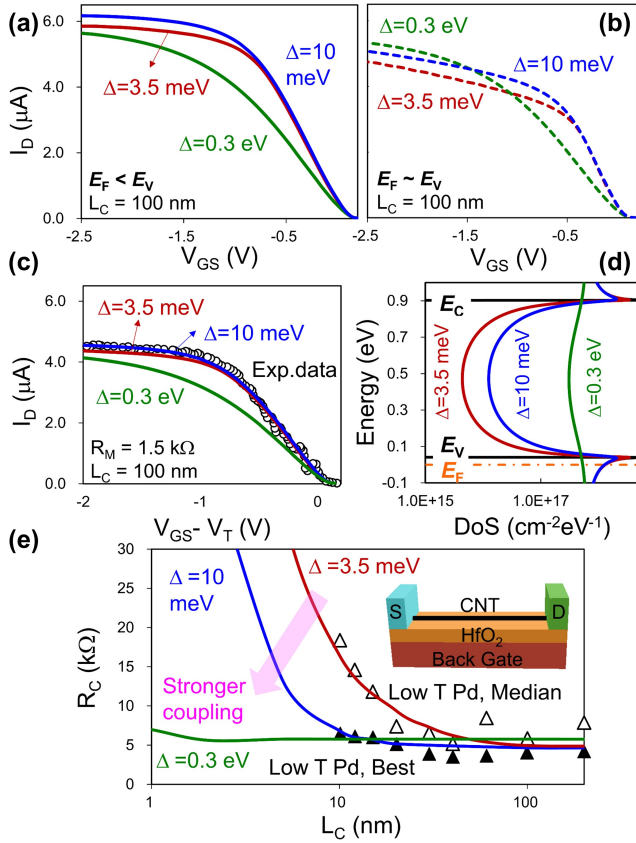 (a)
6.0
4.0
2.0
0.0
I_D (μA)
Δ=10
meV
Δ=3.5 meV
Δ=0.3 eV
E_F < E_V
L_C = 100 nm
-2.5
-1.5
-0.5
V_GS (V)
(b)
Δ=0.3 eV
Δ=10 meV
Δ=3.5 meV
E_F ~ E_V
L_C = 100 nm
-2.5
-1.5
-0.5
V_GS (V)
(c)
6.0
4.0
2.0
0.0
I_D (μA)
Δ=3.5 meV
Δ=10 meV
Exp.data
Δ=0.3 eV
R_M = 1.5 kΩ
L_C = 100 nm
-2
-1
0
V_GS- V_T (V)
(d)
0.9
0.7
0.5
0.3
0.1
-0.1
Energy (eV)
E_C
Δ=3.5 meV
Δ=10 meV
Δ=0.3 eV
E_V
E_F
1.0E+15
1.0E+17
DoS (cm⁻²eV⁻¹)
(e)
30
25
20
15
10
5
0
R_C (kΩ)
Δ = 10
meV
Δ = 3.5 meV
Stronger
coupling
S
CNT
D
HfO₂
Back Gate
Low T Pd, Median
Δ = 0.3 eV
Low T Pd, Best
1
10
100
L_C (nm)